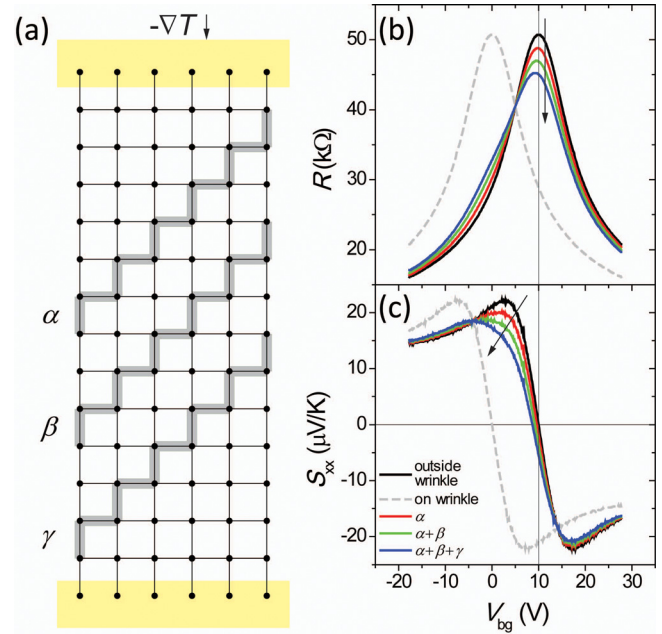 (a)
-∇T ↓
α
β
γ
(b)
R (kΩ)
50
40
30
20
(c)
S_xx (μV/K)
20
10
0
-10
-20
outside
wrinkle
on wrinkle
α
α+β
α+β+γ
-20 -10 0 10 20 30
V_bg (V)